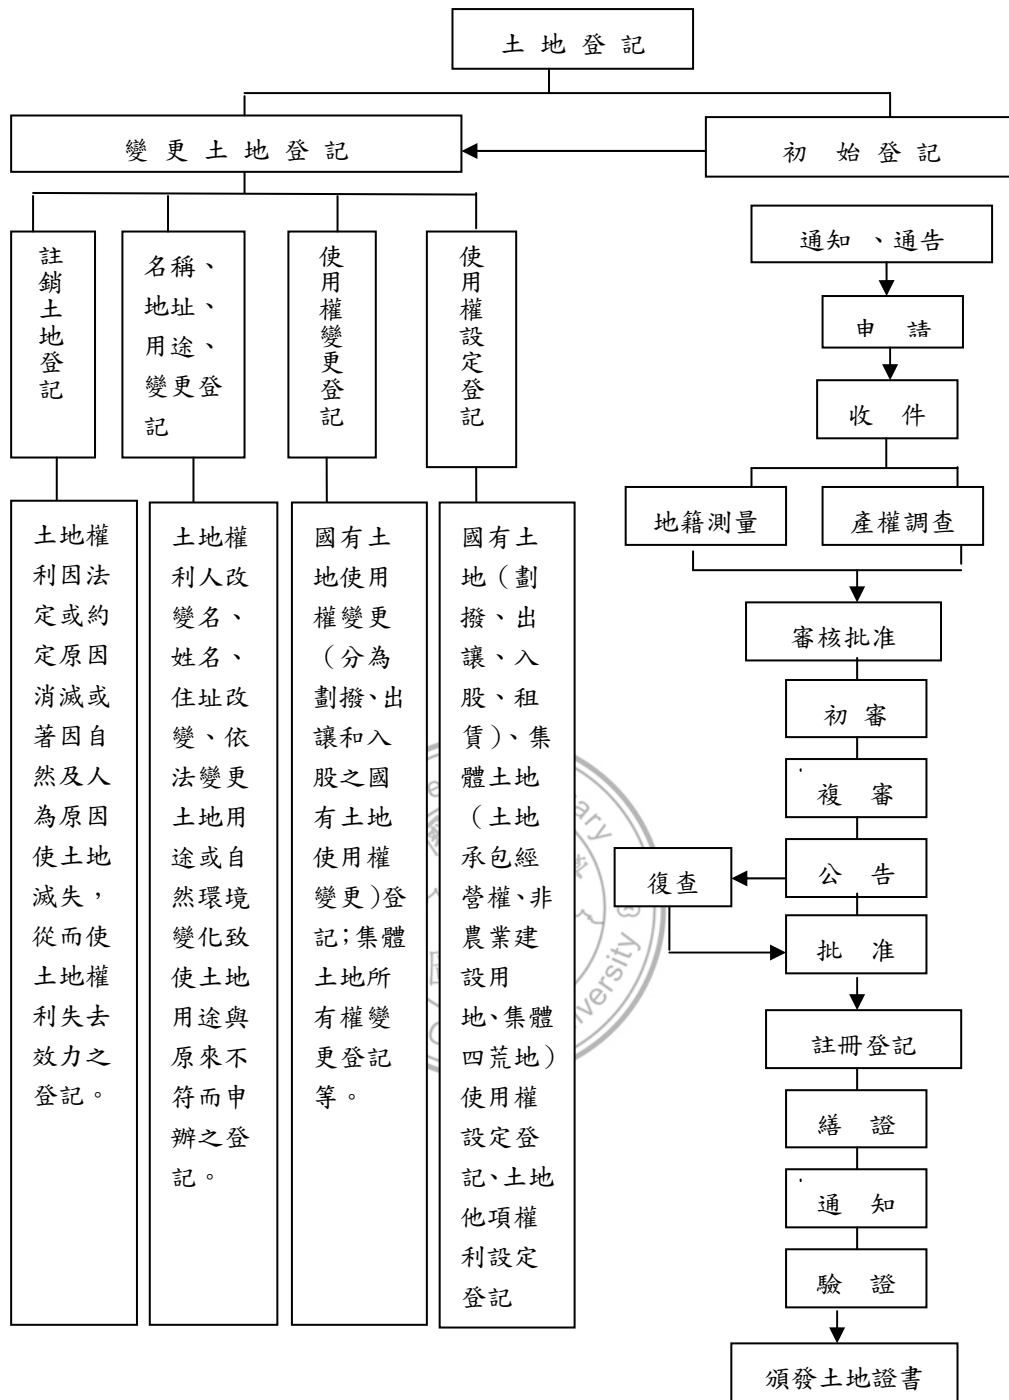 土 地 登 記
變 更 土 地 登 記
初 始 登 記
註銷土地登記
名稱、
地址、
用途、
變更登
記
使用權變更登記
使用權設定登記
土地權
利因法
定或約
定原因
消滅或
著因自
然及人
為原因
使土地
滅失，
從而使
土地權
利失去
效力之
登記。
土地權
利人改
變名、
姓名、
住址改
變、依
法變更
土地用
途或自
然環境
變化致
使土地
用途與
原來不
符而申
辦之登
記。
國有土
地使用
權變更
（分為
劃撥、出
讓和入
股之國
有土地
使用權
變更）登
記；集體
土地所
有權變
更登記
等。
國有土
地（劃
撥、出
讓、入
股、租
賃）、集
體土地
（土地
承包經
營權、非
農業建
設用
地、集體
四荒地）
使用權
設定登
記、土地
他項權
利設定
登記
通知 、通告
申 請
收 件
地籍測量
產權調查
審核批准
初 審
複 審
公 告
復查
批 准
註冊登記
繕 證
通 知
驗 證
頒發土地證書